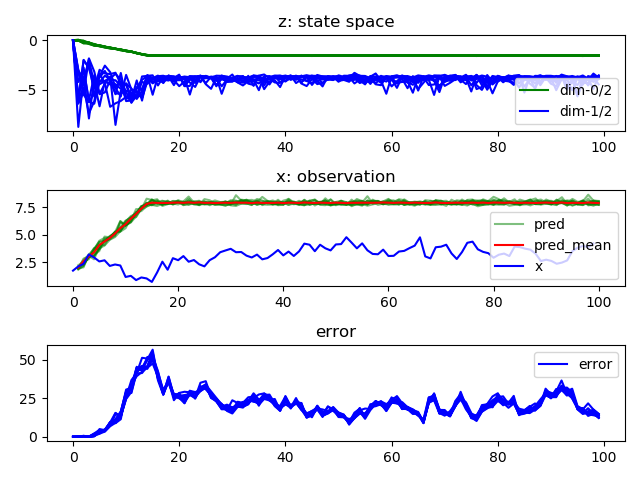 z: state space
0
−5
dim-0/2
dim-1/2
0 20 40 60 80 100
x: observation
7.5
5.0
2.5
pred
pred_mean
x
0 20 40 60 80 100
error
50
25
0
error
0 20 40 60 80 100